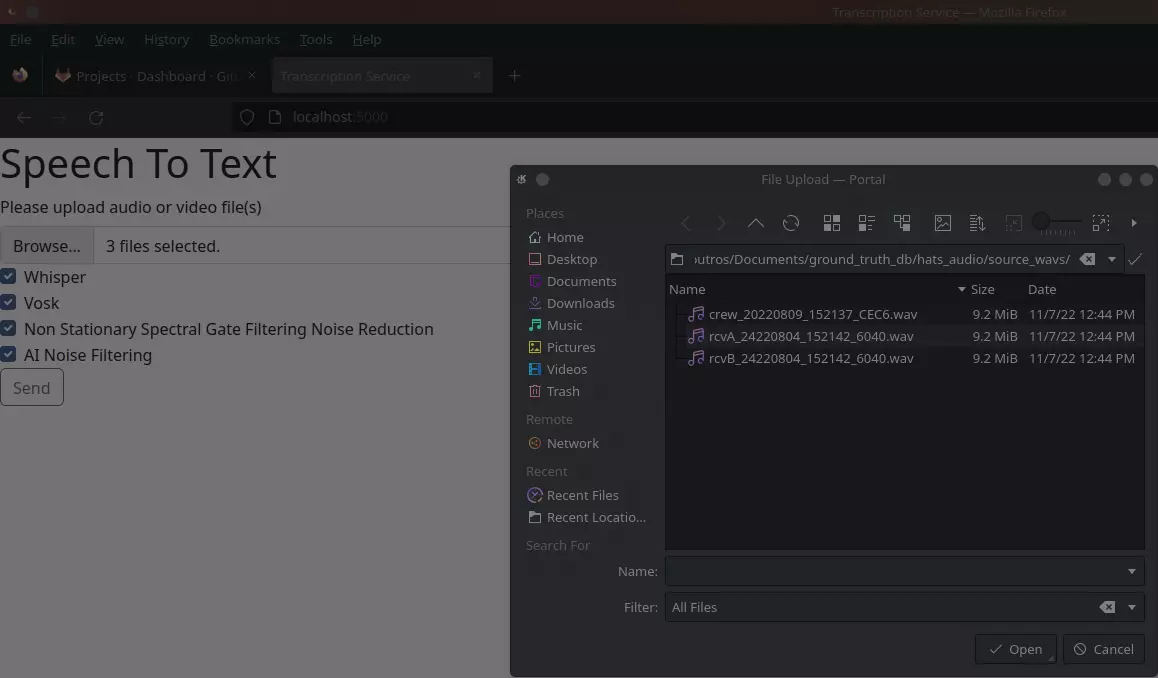 Transcription Service — Mozilla Firefox
File Edit View History Bookmarks Tools Help
Projects · Dashboard · Git
Transcription Service
localhost:5000
Speech To Text
Please upload audio or video file(s)
Browse... 3 files selected.
Whisper
Vosk
Non Stationary Spectral Gate Filtering Noise Reduction
AI Noise Filtering
Send
File Upload — Portal
Places
Home
Desktop
Documents
Downloads
Music
Pictures
Videos
Trash
Remote
Network
Recent
Recent Files
Recent Locatio...
Search For
outros/Documents/ground_truth_db/hats_audio/source_wavs/
Name Size Date
crew_20220809_152137_CEC6.wav 9.2 MiB 11/7/22 12:44 PM
rcvA_24220804_152142_6040.wav 9.2 MiB 11/7/22 12:44 PM
rcvB_24220804_152142_6040.wav 9.2 MiB 11/7/22 12:44 PM
Name:
Filter: All Files
Open Cancel